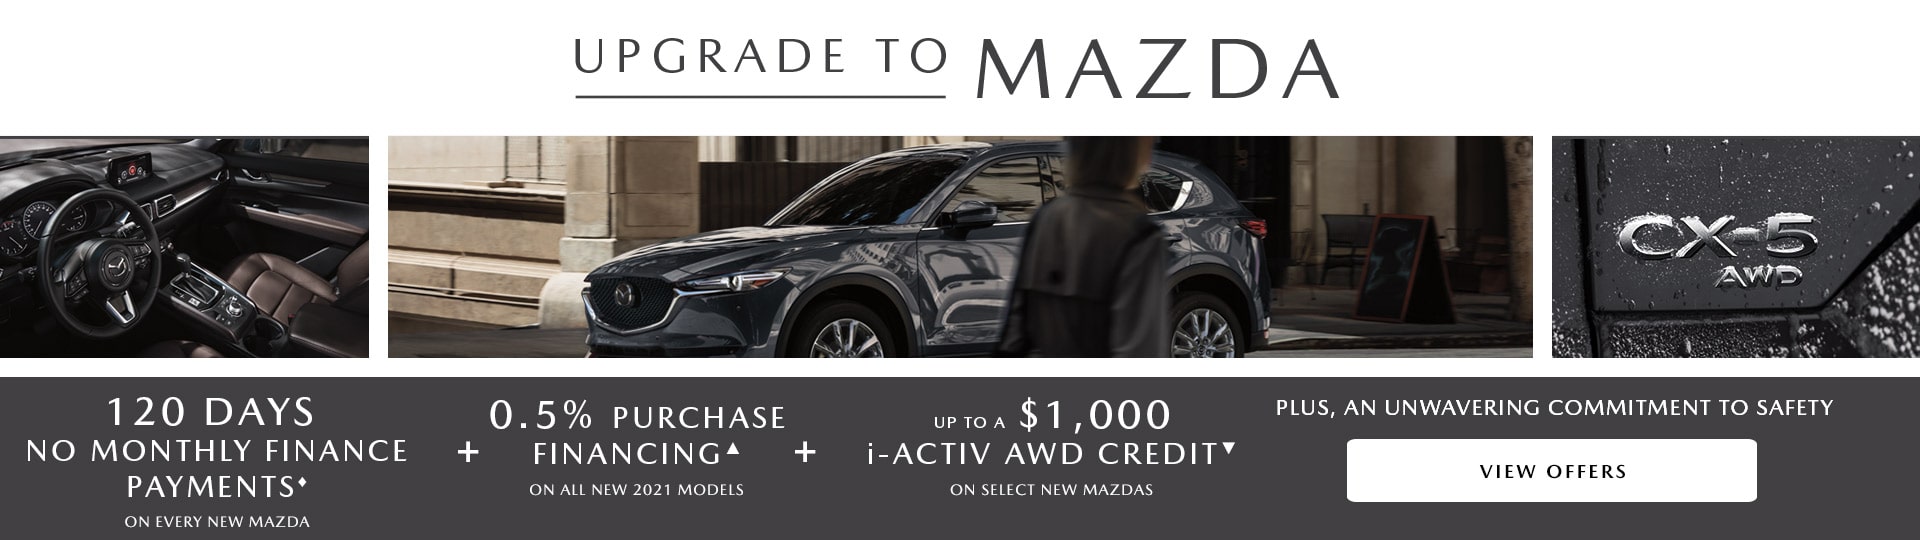 UPGRADE TO MAZDA
CX-5
AWD
120 DAYS
NO MONTHLY FINANCE
PAYMENTS♦
ON EVERY NEW MAZDA
+
0.5% PURCHASE
FINANCING▲
ON ALL NEW 2021 MODELS
+
UP TO A $1,000
i-ACTIV AWD CREDIT▼
ON SELECT NEW MAZDAS
PLUS, AN UNWAVERING COMMITMENT TO SAFETY
VIEW OFFERS